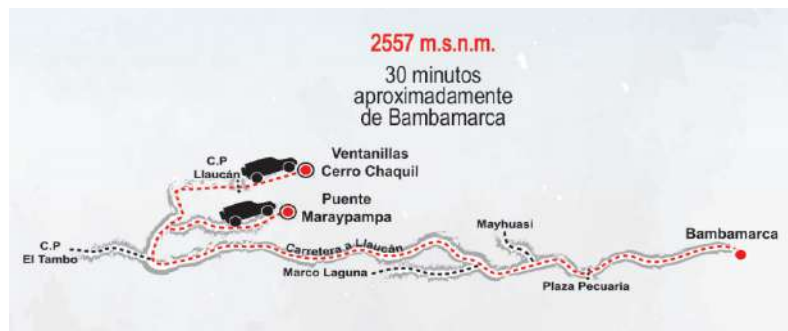 2557 m.s.n.m.
30 minutos
aproximadamente
de Bambamarca
C.P
Llaucán
Ventanillas
Cerro Chaquil
Puente
Maraypampa
C.P
El Tambo
Carretera a Llaucán
Marco Laguna
Mayhuasi
Plaza Pecuaria
Bambamarca